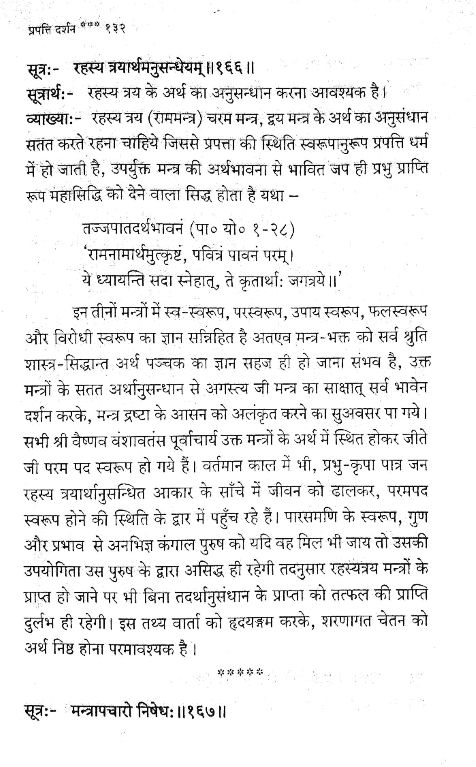 प्रपत्ति दर्शन *** १३२
सूत्र:- रहस्य त्रयार्थमनुसन्धेयम्॥१६६॥
सूत्रार्थ:- रहस्य त्रय के अर्थ का अनुसन्धान करना आवश्यक है।
व्याख्या:- रहस्य त्रय (राममन्त्र) चरम मन्त्र, द्वय मन्त्र के अर्थ का अनुसंधान
सतत करते रहना चाहिये जिससे प्रपत्ता की स्थिति स्वरूपानुरूप प्रपत्ति धर्म
में हो जाती है, उपर्युक्त मन्त्र की अर्थभावना से भावित जप ही प्रभु प्राप्ति
रूप महासिद्धि को देने वाला सिद्ध होता है यथा –
तज्जपातदर्थभावनं (पा० यो० १-२८)
'रामनामार्थमुत्कृष्टं, पवित्रं पावनं परम्।
ये ध्यायन्ति सदा स्नेहात्, ते कृतार्थाः जगत्रये॥'
इन तीनों मन्त्रों में स्व-स्वरूप, परस्वरूप, उपाय स्वरूप, फलस्वरूप
और विरोधी स्वरूप का ज्ञान सन्निहित है अतएव मन्त्र-भक्त को सर्व श्रुति
शास्त्र-सिद्धान्त अर्थ पञ्चक का ज्ञान सहज ही हो जाना संभव है, उक्त
मन्त्रों के सतत अर्थानुसन्धान से अगस्त्य जी मन्त्र का साक्षात् सर्व भावेन
दर्शन करके, मन्त्र द्रष्टा के आसन को अलंकृत करने का सुअवसर पा गये।
सभी श्री वैष्णव वंशावतंस पूर्वाचार्य उक्त मन्त्रों के अर्थ में स्थित होकर जीते
जी परम पद स्वरूप हो गये हैं। वर्तमान काल में भी, प्रभु-कृपा पात्र जन
रहस्य त्रयार्थानुसन्धित आकार के साँचे में जीवन को ढालकर, परमपद
स्वरूप होने की स्थिति के द्वार में पहुँच रहे हैं। पारसमणि के स्वरूप, गुण
और प्रभाव से अनभिज्ञ कंगाल पुरुष को यदि वह मिल भी जाय तो उसकी
उपयोगिता उस पुरुष के द्वारा असिद्ध ही रहेगी तदनुसार रहस्यत्रय मन्त्रों के
प्राप्त हो जाने पर भी बिना तदर्थानुसंधान के प्राप्ता को तत्फल की प्राप्ति
दुर्लभ ही रहेगी। इस तथ्य वार्ता को हृदयङ्गम करके, शरणागत चेतन को
अर्थ निष्ठ होना परमावश्यक है।
*****
सूत्र:- मन्त्रापचारो निषेधः॥१६७॥